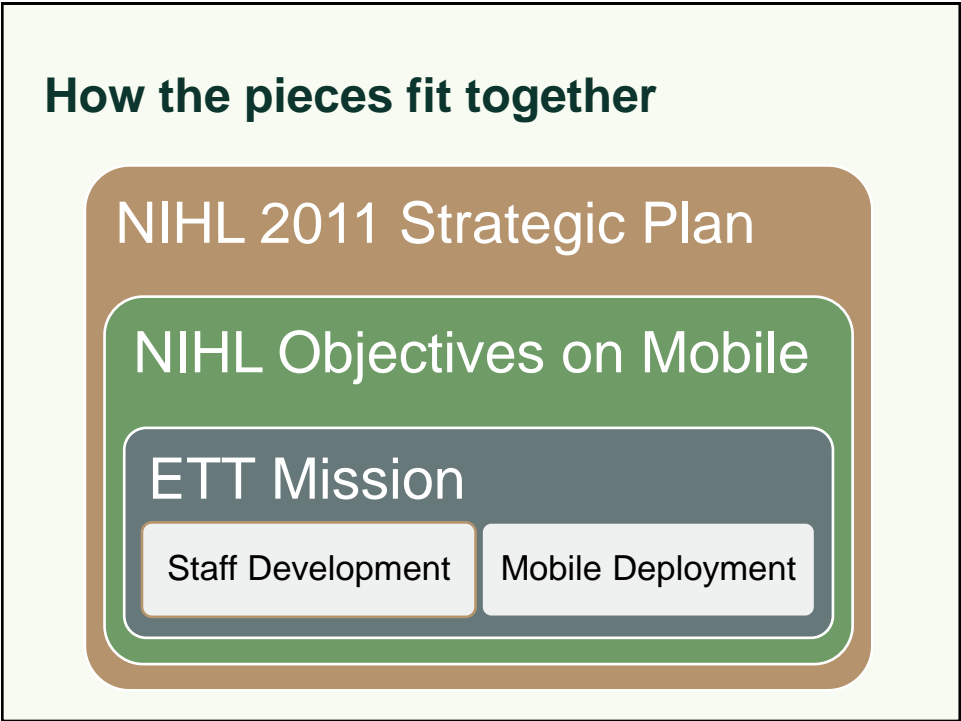 How the pieces fit together
NIHL 2011 Strategic Plan
NIHL Objectives on Mobile
ETT Mission
Staff Development
Mobile Deployment